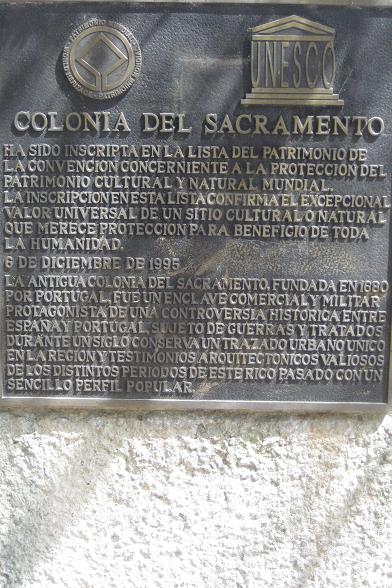 UNESCO
COLONIA DEL SACRAMENTO
HA SIDO INSCRIPTA EN LA LISTA DEL PATRIMONIO DE
LA CONVENCION CONCERNIENTE A LA PROTECCION DEL
PATRIMONIO CULTURAL Y NATURAL MUNDIAL.
LA INSCRIPCION EN ESTA LISTA CONFIRMA EL EXCEPCIONAL
VALOR UNIVERSAL DE UN SITIO CULTURAL O NATURAL
QUE MERECE PROTECCION PARA BENEFICIO DE TODA
LA HUMANIDAD.
6 DE DICIEMBRE DE 1995
LA ANTIGUA COLONIA DEL SACRAMENTO, FUNDADA EN 1680
POR PORTUGAL, FUE UN ENCLAVE COMERCIAL Y MILITAR
PROTAGONISTA DE UNA CONTROVERSIA HISTORICA ENTRE
ESPAÑA Y PORTUGAL. SUJETO DE GUERRAS Y TRATADOS
DURANTE UN SIGLO CONSERVA UN TRAZADO URBANO UNICO
EN LA REGION Y TESTIMONIOS ARQUITECTONICOS VALIOSOS
DE LOS DISTINTOS PERIODOS DE ESTE RICO PASADO CON UN
SENCILLO PERFIL POPULAR.